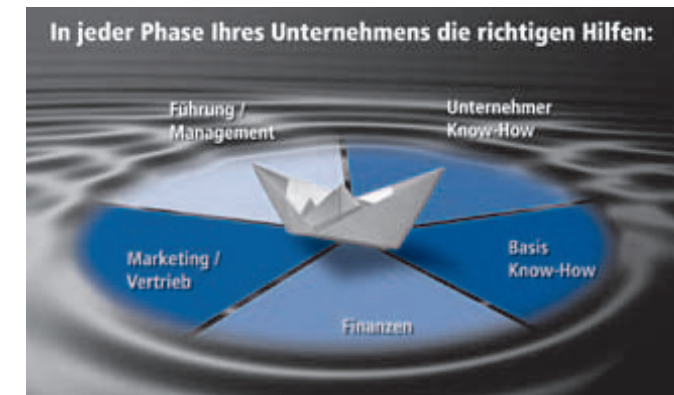 In jeder Phase Ihres Unternehmens die richtigen Hilfen:
Führung /
Management
Unternehmer
Know-How
Marketing /
Vertrieb
Basis
Know-How
Finanzen